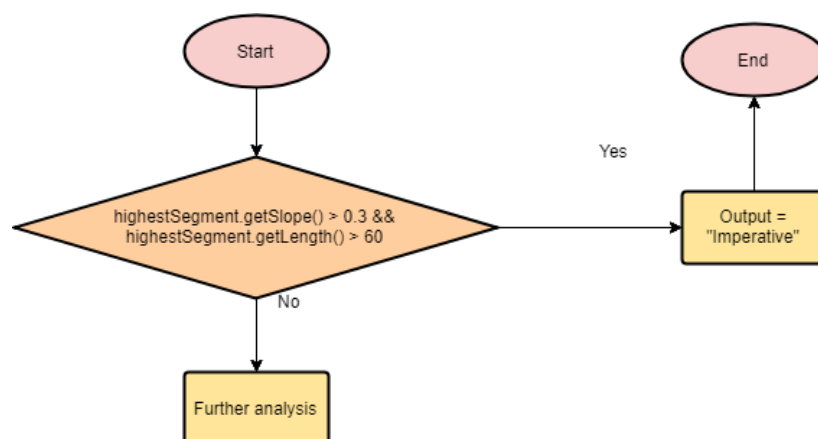 Start
End
Yes
highestSegment.getSlope() > 0.3 &&
highestSegment.getLength() > 60
Output =
"Imperative"
No
Further analysis